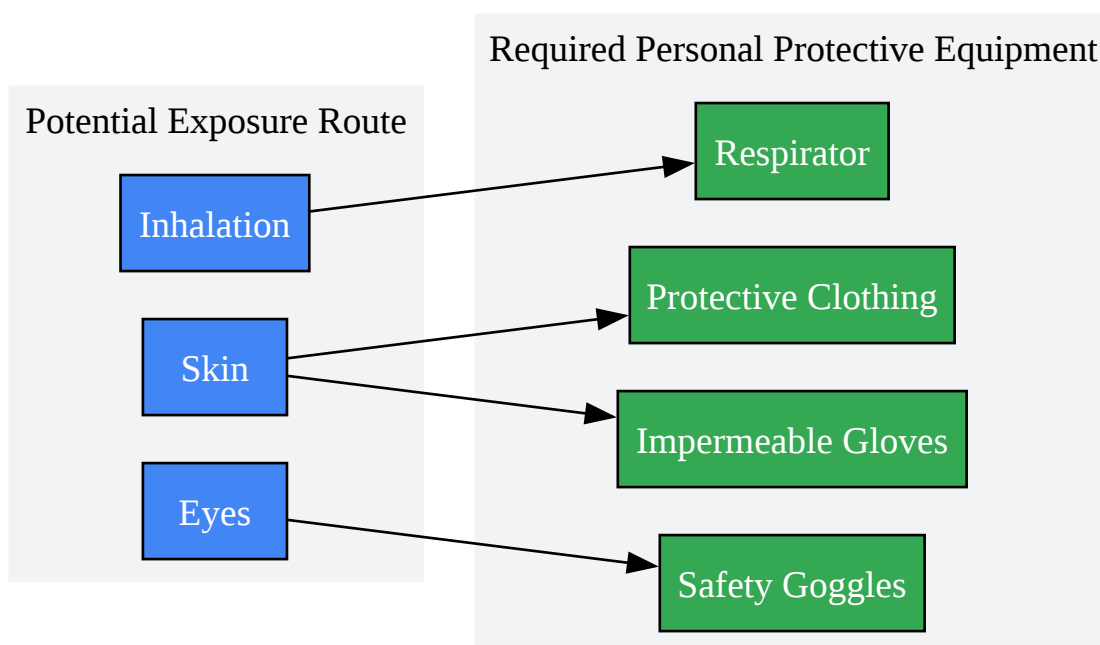 Potential Exposure Route
Inhalation
Skin
Eyes
Required Personal Protective Equipment
Respirator
Protective Clothing
Impermeable Gloves
Safety Goggles